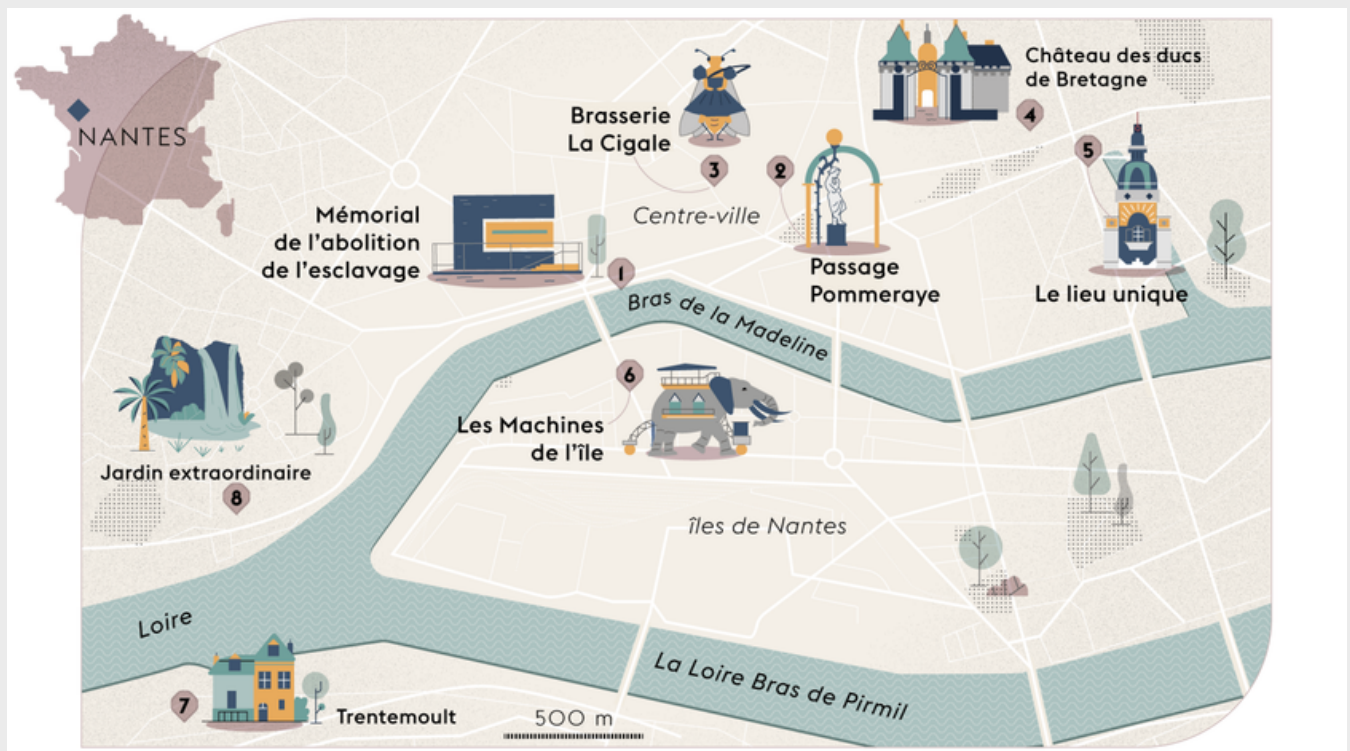 NANTES
Château des ducs
de Bretagne
4
Brasserie
La Cigale
3
2
5
Centre-ville
Mémorial
de l'abolition
de l'esclavage
1
Passage
Pommeraye
Le lieu unique
Bras de la Madeline
6
Les Machines
de l'île
Jardin extraordinaire
8
îles de Nantes
Loire
La Loire Bras de Pirmil
7
Trentemoult
500 m